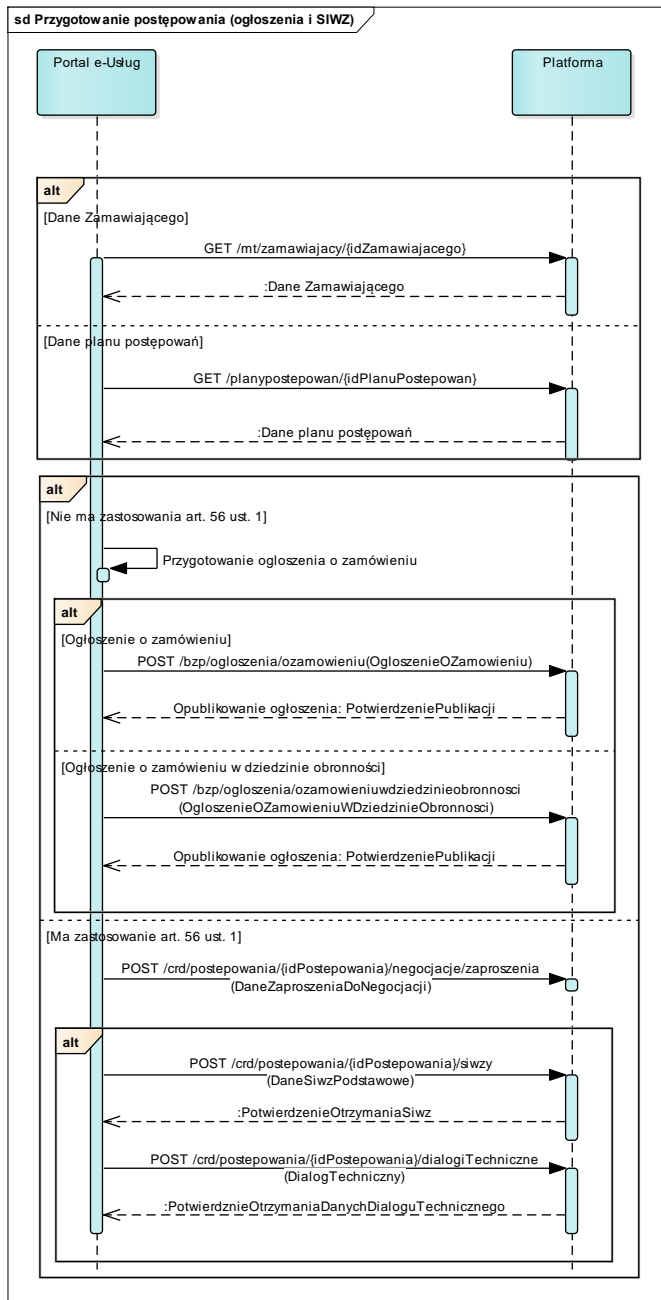 sd Przygotowanie postępowania (ogłoszenia i SIWZ)
Portal e-Usług
Platforma
alt
[Dane Zamawiającego]
GET /mt/zamawiajacy/{idZamawiajacego}
:Dane Zamawiającego
[Dane planu postępowań]
GET /planypostepowan/{idPlanuPostepowan}
:Dane planu postępowań
alt
[Nie ma zastosowania art. 56 ust. 1]
Przygotowanie ogloszenia o zamówieniu
alt
[Ogłoszenie o zamówieniu]
POST /bzp/ogloszenia/ozamowieniu(OgloszenieOZamowieniu)
Opublikowanie ogłoszenia: PotwierdzeniePublikacji
[Ogłoszenie o zamówieniu w dziedzinie obronności]
POST /bzp/ogloszenia/ozamowieniuwdziedzinieobronnosci
(OgloszenieOZamowieniuWDziedzinieObronnosci)
Opublikowanie ogłoszenia: PotwierdzeniePublikacji
[Ma zastosowanie art. 56 ust. 1]
POST /crd/postepowania/{idPostepowania}/negocjacje/zaproszenia
(DaneZaproszeniaDoNegocjacji)
alt
POST /crd/postepowania/{idPostepowania}/siwzy
(DaneSiwzPodstawowe)
:PotwierdzenieOtrzymaniaSiwz
POST /crd/postepowania/{idPostepowania}/dialogiTechniczne
(DialogTechniczny)
:PotwierdznieOtrzymaniaDanychDialoguTechnicznego